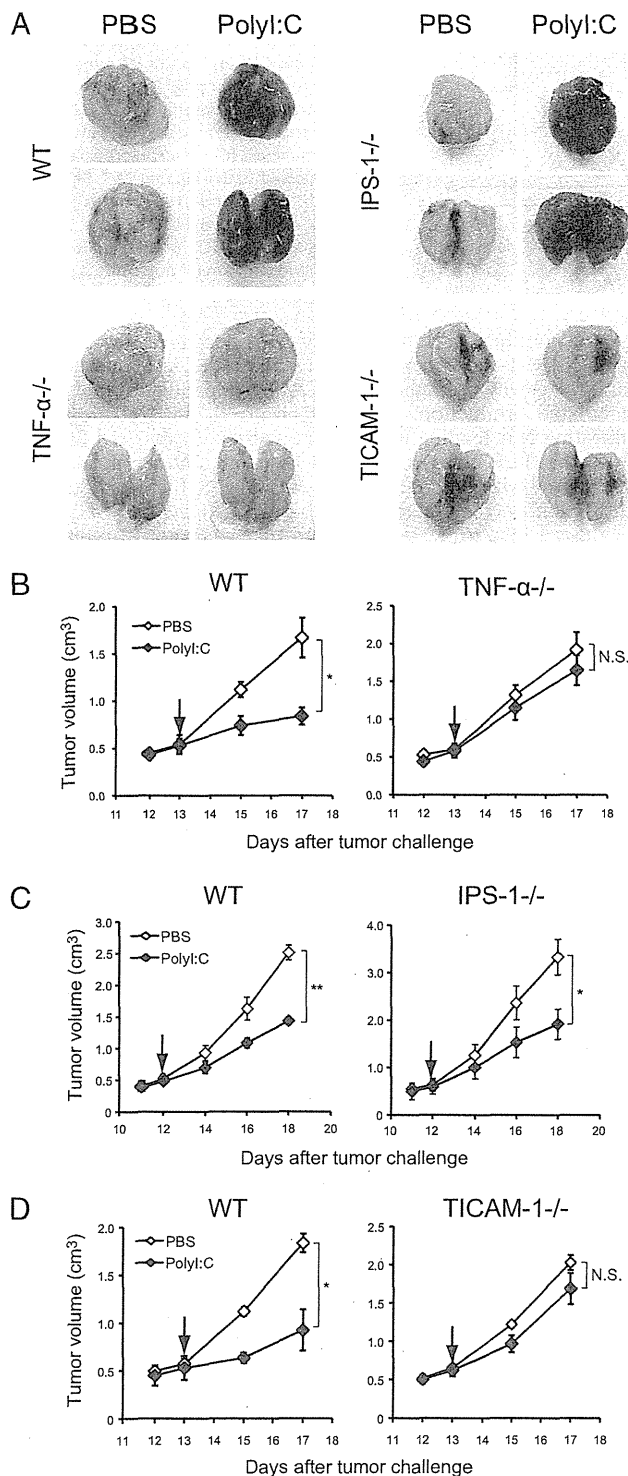 A
PBS PolyI:C PBS PolyI:C
WT
IPS-1-/-
TNF-α-/-
TICAM-1-/-
B
WT TNF-α-/-
Tumor volume (cm³)
2.0
1.5
1.0
0.5
0.0
PBS
PolyI:C
*
11 12 13 14 15 16 17 18
2.5
2.0
1.5
1.0
0.5
0.0
N.S.
11 12 13 14 15 16 17 18
Days after tumor challenge
C
WT IPS-1-/-
Tumor volume (cm³)
3.0
2.5
2.0
1.5
1.0
0.5
0
PBS
PolyI:C
**
10 12 14 16 18 20
4.0
3.0
2.0
1.0
0
*
10 12 14 16 18 20
Days after tumor challenge
D
WT TICAM-1-/-
Tumor volume (cm³)
2.0
1.5
1.0
0.5
0
PBS
PolyI:C
*
11 12 13 14 15 16 17 18
2.5
2.0
1.5
1.0
0.5
0
N.S.
11 12 13 14 15 16 17 18
Days after tumor challenge